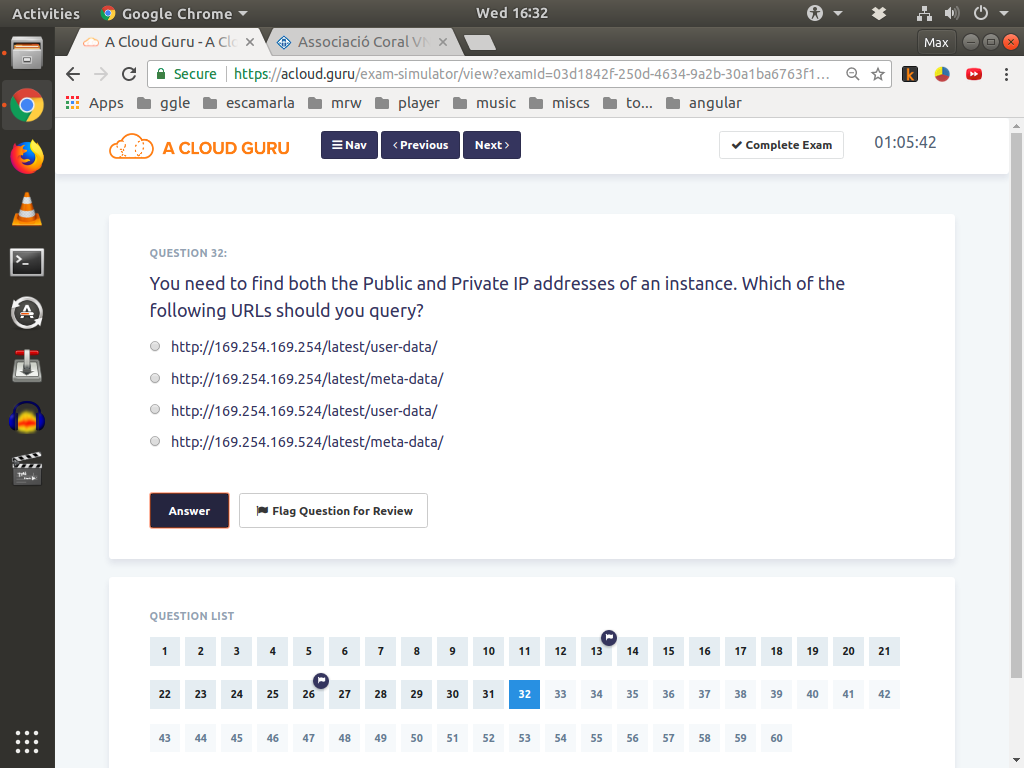 Activities Google Chrome Wed 16:32
A Cloud Guru - A Clo Associació Coral VN Max
Secure https://acloud.guru/exam-simulator/view?examId=03d1842f-250d-4634-9a2b-30a1ba6763f1...
Apps ggle escamarla mrw player music miscs to... angular
A CLOUD GURU Nav Previous Next Complete Exam 01:05:42
QUESTION 32:
You need to find both the Public and Private IP addresses of an instance. Which of the
following URLs should you query?
http://169.254.169.254/latest/user-data/
http://169.254.169.254/latest/meta-data/
http://169.254.169.524/latest/user-data/
http://169.254.169.524/latest/meta-data/
Answer Flag Question for Review
QUESTION LIST
1 2 3 4 5 6 7 8 9 10 11 12 13 14 15 16 17 18 19 20 21
22 23 24 25 26 27 28 29 30 31 32 33 34 35 36 37 38 39 40 41 42
43 44 45 46 47 48 49 50 51 52 53 54 55 56 57 58 59 60